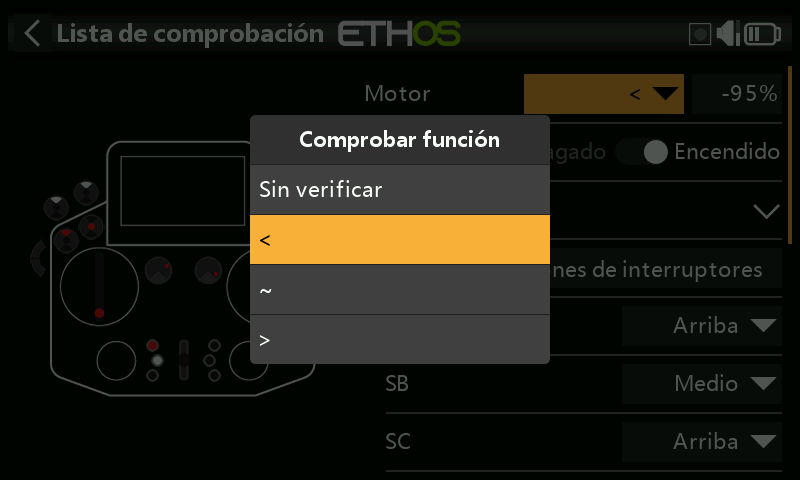 Lista de comprobación ETHOS
Motor < -95%
Comprobar función
agado Encendido
Sin verificar
<
nes de interruptores
~
Arriba
>
SB Medio
SC Arriba